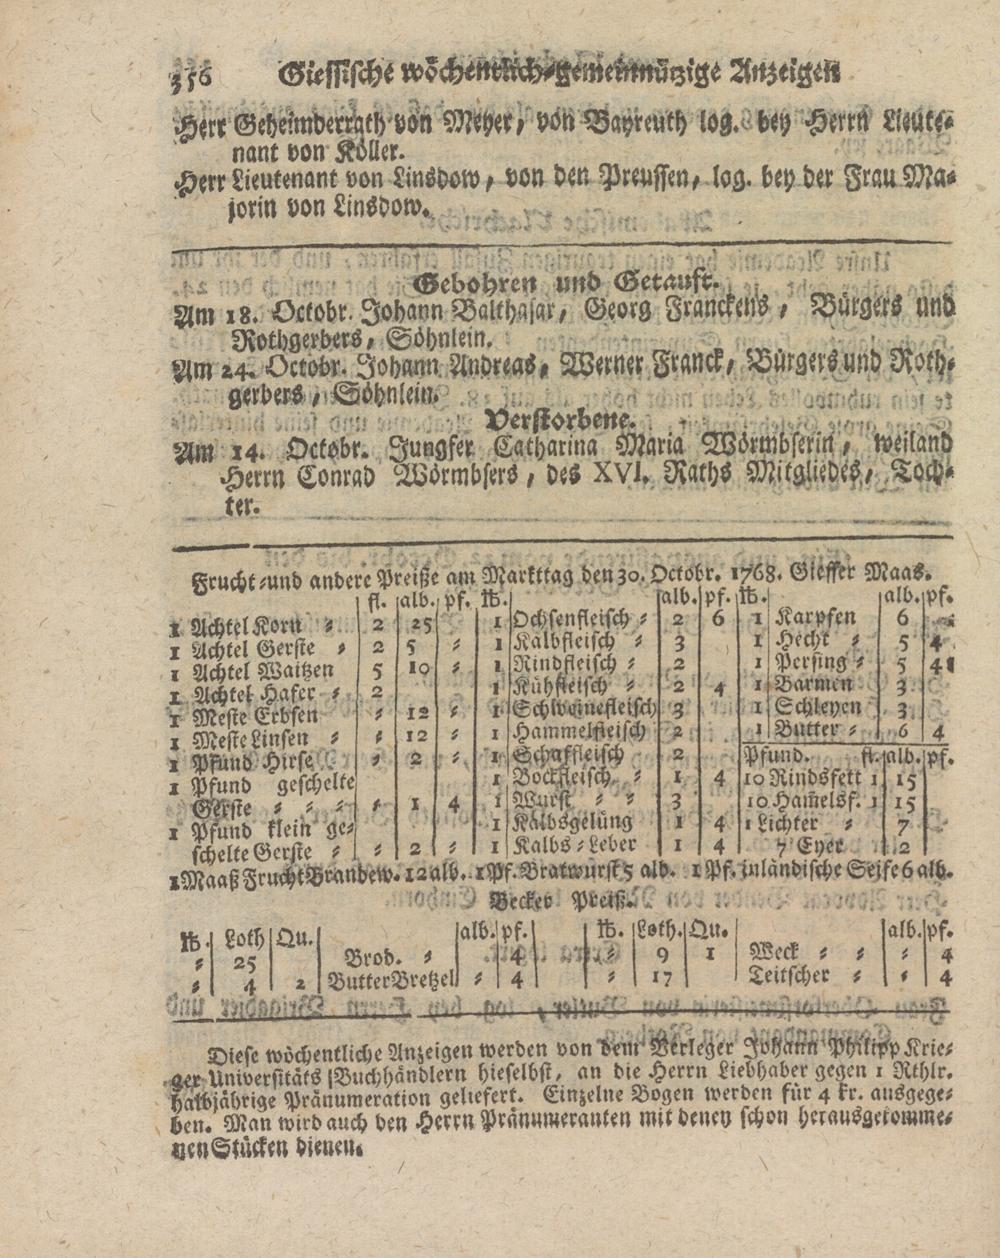 356 Giessische wöchentlich-gemeinnützige Anzeigen
Herr Geheimderrath von Meyer, von Bayreuth log. bey Herrn Lieute-
nant von Köller.
Herr Lieutenant von Linsdow, von den Preussen, log. bey der Frau Ma-
jorin von Linsdow.
Gebohren und Getauft.
Am 18. Octobr. Johann Balthasar, Georg Franckens, Bürgers und
Rothgerbers, Söhnlein.
Am 24. Octobr. Johann Andreas, Werner Franck, Bürgers und Roth-
gerbers, Söhnlein.
Verstorbene.
Am 14. Octobr. Jungfer Catharina Maria Wörmbserin, weiland
Herrn Conrad Wörmbsers, des XVI. Raths Mitgliedes, Toch-
ter.
Frucht-und andere Preiße am Markttag den 30. Octobr. 1768. Giesser Maas.
fl. alb. pf. ℔. alb. pf. ℔. alb. pf.
1 Achtel Korn - 2 25 1 Ochsenfleisch - 2 6 1 Karpfen 6
1 Achtel Gerste - 2 5 - 1 Kalbfleisch - 3 1 Hecht - 5 4
1 Achtel Waitzen 5 10 - 1 Rindfleisch - 2 1 Persing - 5 4
1 Achtel Hafer - 2 1 Kühfleisch - 2 4 1 Barmen 3
1 Meste Erbsen - 12 - 1 Schweinefleisch 3 1 Schleyen 3
1 Meste Linsen - - 12 - 1 Hammelfleisch 2 1 Butter - 6 4
1 Pfund Hirse - 2 - 1 Schaffleisch 2 Pfund. fl. alb. pf.
1 Pfund geschelte 1 Bockfleisch - 1 4 10 Rindsfett 1 15
Gerste - - - - 1 4 1 Wurst - - 3 10 Ham̄elsf. 1 15
1 Pfund klein ge- 1 Kalbsgelüng 1 4 1 Lichter - 7
schelte Gerste - - 2 - 1 Kalbs-Leber 1 4 7 Eyer 2
1 Maaß Frucht Brandew. 12 alb. 1 Pf. Bratwurst 5 alb. 1 Pf. inländische Seife 6 alb.
Becker Preiß.
℔. Loth Qu. alb. pf. ℔. Loth. Qu. alb. pf.
- 25 Brod. - 4 - 9 1 Weck - - - 4
- 4 2 Butter Bretzel - 4 - 17 Teitscher - - 4
Diese wöchentliche Anzeigen werden von dem Verleger Johann Philipp Krie-
ger Universitäts Buchhändlern hieselbst, an die Herrn Liebhaber gegen 1 Rthlr.
halbjährige Pränumeration geliefert. Einzelne Bogen werden für 4 kr. ausgege-
ben. Man wird auch den Herrn Pränumeranten mit denen schon herausgekomme-
nen Stücken dienen.